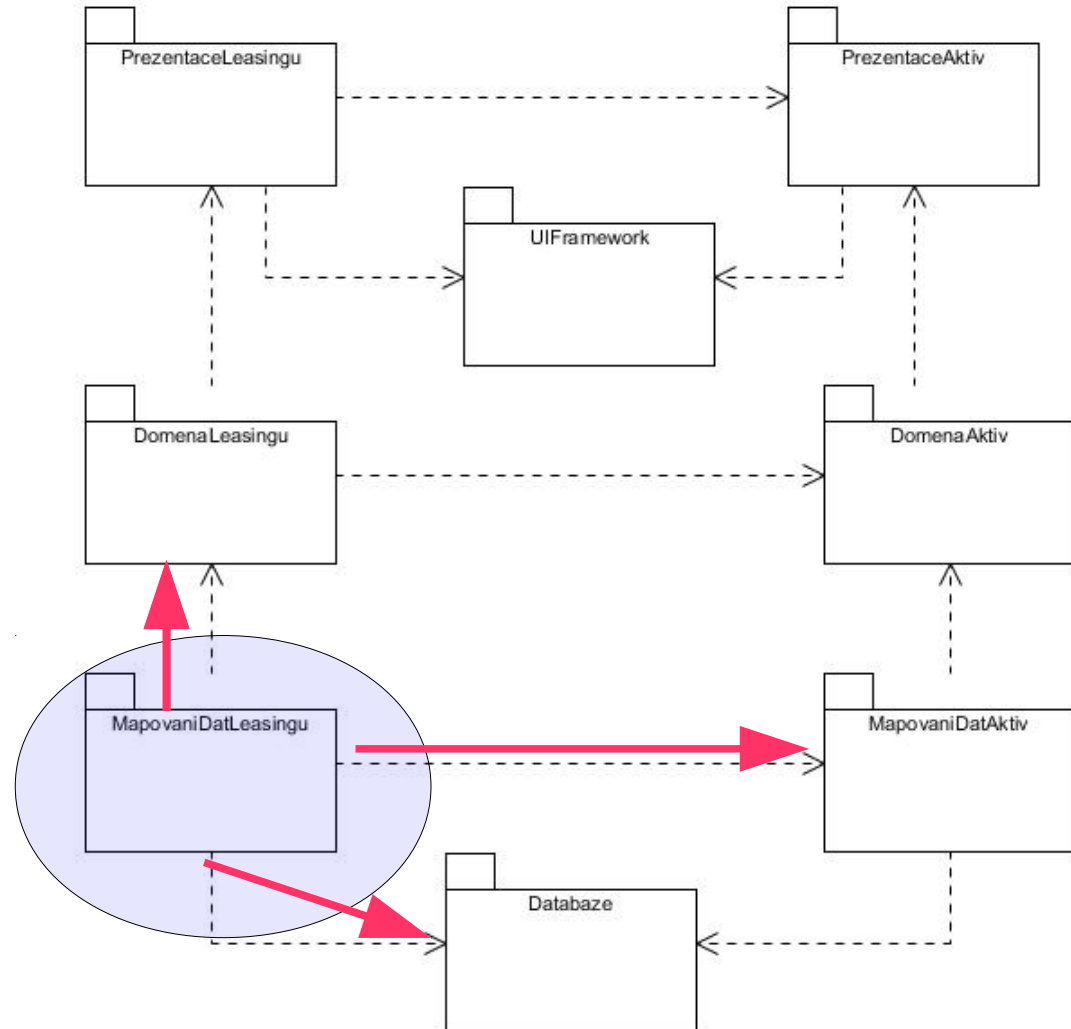 PrezentaceLeasingu
PrezentaceAktiv
UIFramework
DomenaLeasingu
DomenaAktiv
MapovaniDatLeasingu
MapovaniDatAktiv
Databaze